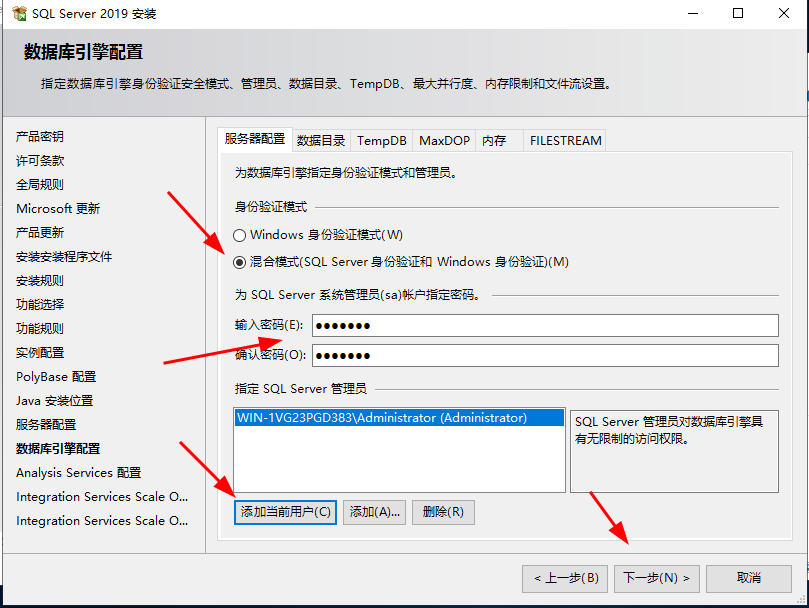 SQL Server 2019 安装
数据库引擎配置
指定数据库引擎身份验证安全模式、管理员、数据目录、TempDB、最大并行度、内存限制和文件流设置。
产品密钥
许可条款
全局规则
Microsoft 更新
产品更新
安装安装程序文件
安装规则
功能选择
功能规则
实例配置
PolyBase 配置
Java 安装位置
服务器配置
数据库引擎配置
Analysis Services 配置
Integration Services Scale O...
Integration Services Scale O...
服务器配置 数据目录 TempDB MaxDOP 内存 FILESTREAM
为数据库引擎指定身份验证模式和管理员。
身份验证模式
Windows 身份验证模式(W)
混合模式(SQL Server 身份验证和 Windows 身份验证)(M)
为 SQL Server 系统管理员(sa)帐户指定密码。
输入密码(E): ●●●●●●●
确认密码(O): ●●●●●●●
指定 SQL Server 管理员
WIN-1VG23PGD383\Administrator (Administrator)
SQL Server 管理员对数据库引擎具
有无限制的访问权限。
添加当前用户(C) 添加(A)... 删除(R)
< 上一步(B) 下一步(N) > 取消